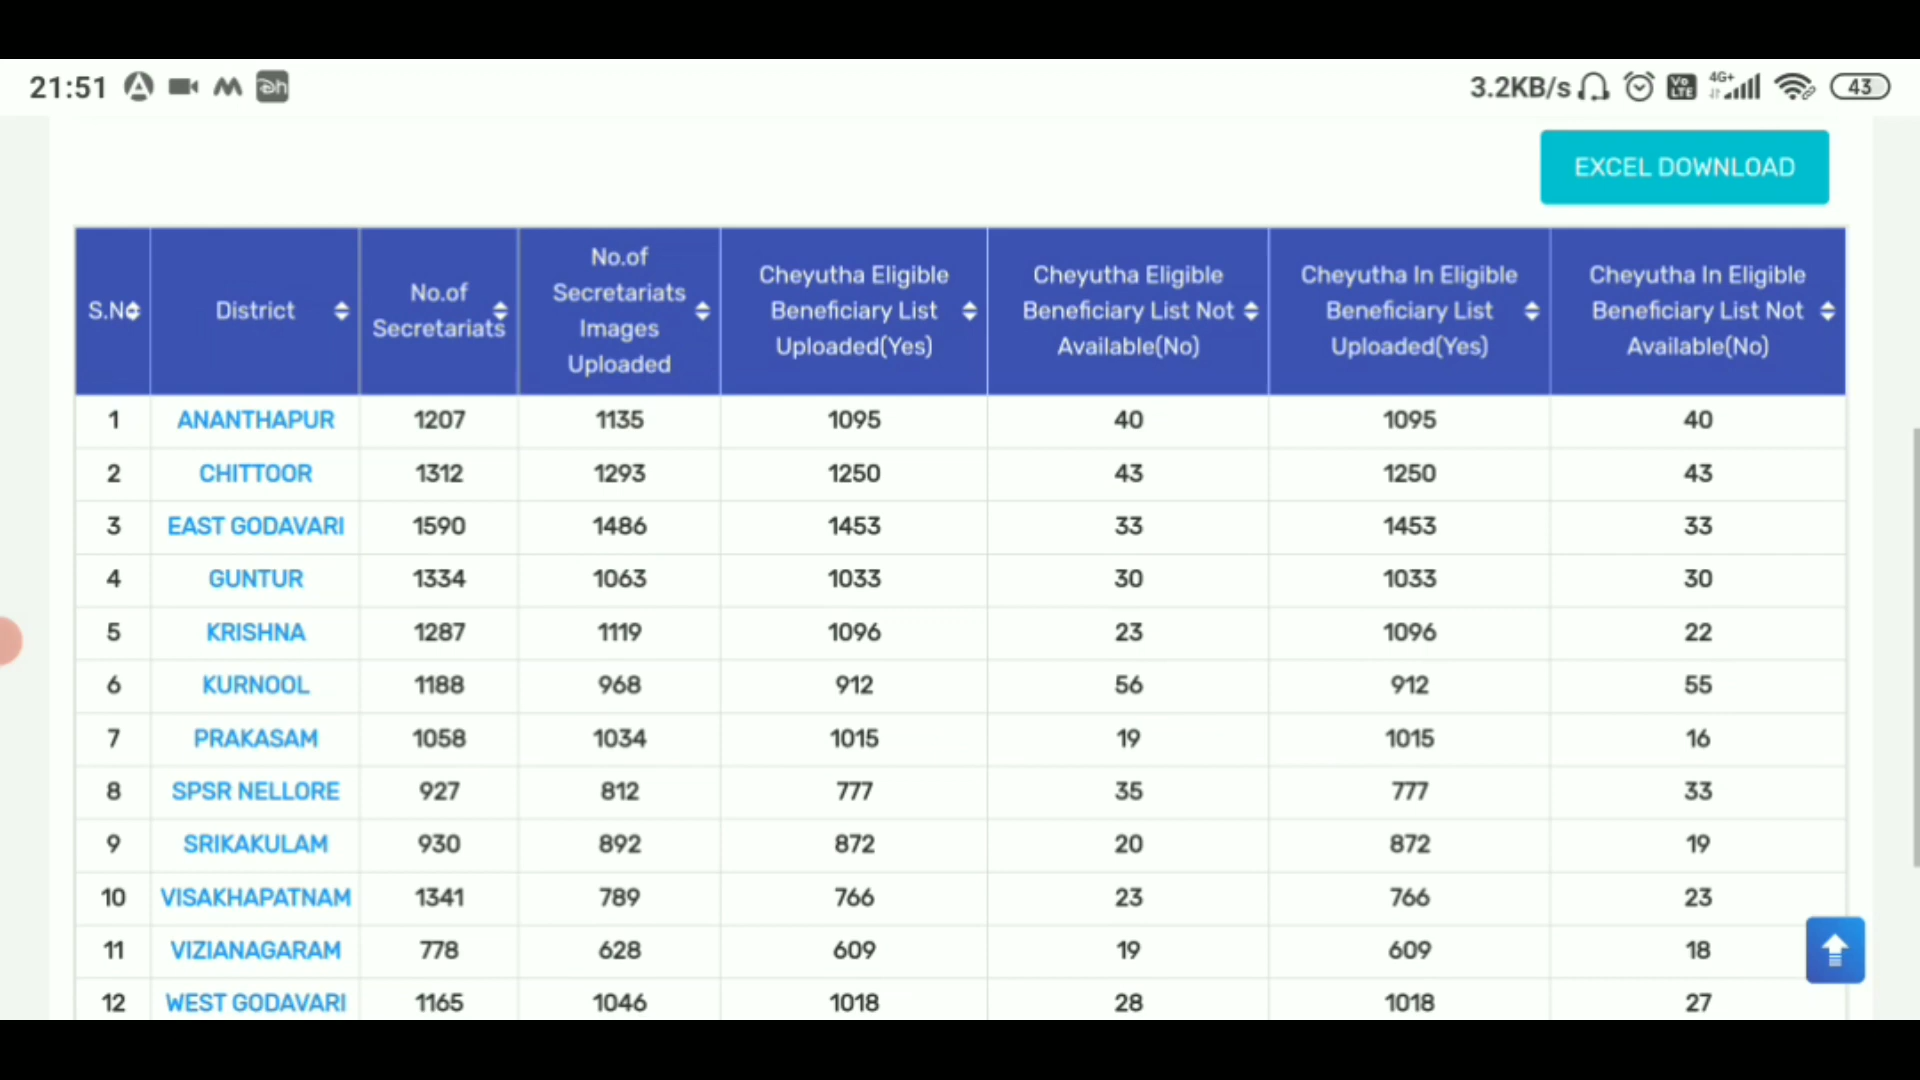 21:51 3.2KB/s Vo LTE 4G+ 43
EXCEL DOWNLOAD
S.No District No.of Secretariats No.of Secretariats Images Uploaded Cheyutha Eligible Beneficiary List Uploaded(Yes) Cheyutha Eligible Beneficiary List Not Available(No) Cheyutha In Eligible Beneficiary List Uploaded(Yes) Cheyutha In Eligible Beneficiary List Not Available(No)
1 ANANTHAPUR 1207 1135 1095 40 1095 40
2 CHITTOOR 1312 1293 1250 43 1250 43
3 EAST GODAVARI 1590 1486 1453 33 1453 33
4 GUNTUR 1334 1063 1033 30 1033 30
5 KRISHNA 1287 1119 1096 23 1096 22
6 KURNOOL 1188 968 912 56 912 55
7 PRAKASAM 1058 1034 1015 19 1015 16
8 SPSR NELLORE 927 812 777 35 777 33
9 SRIKAKULAM 930 892 872 20 872 19
10 VISAKHAPATNAM 1341 789 766 23 766 23
11 VIZIANAGARAM 778 628 609 19 609 18
12 WEST GODAVARI 1165 1046 1018 28 1018 27